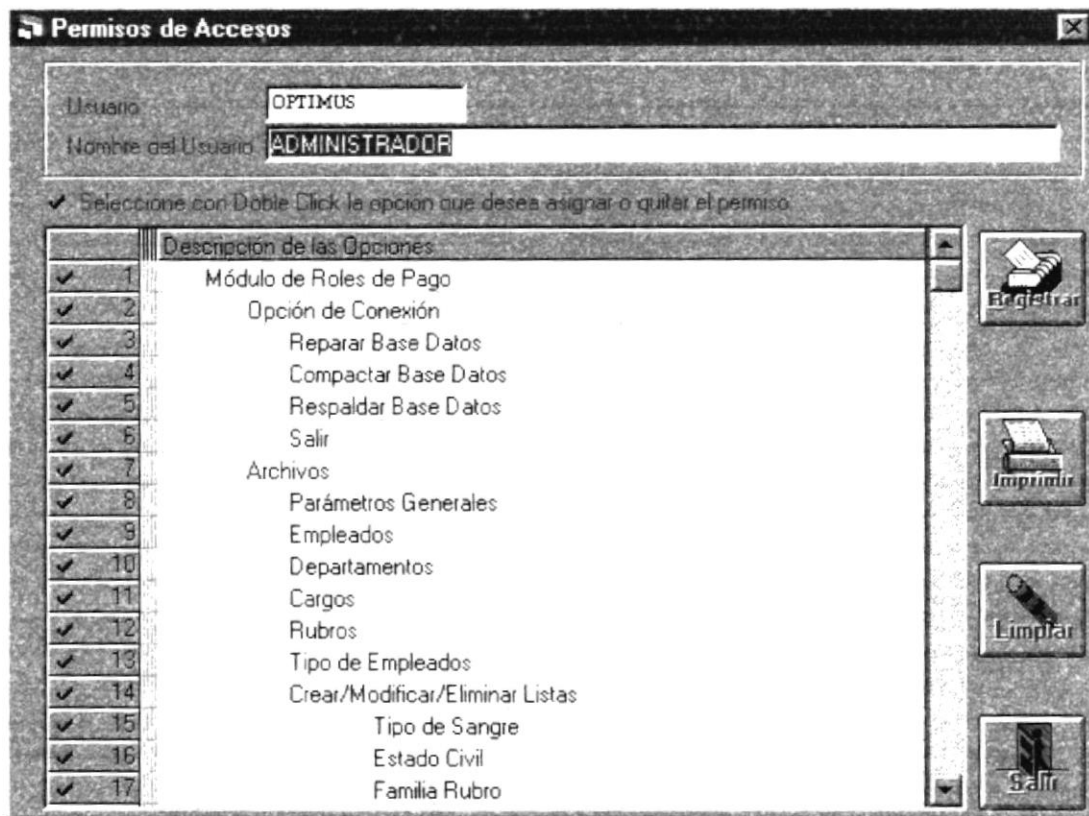 Permisos de Accesos
Usuario OPTIMUS
Nombre del Usuario ADMINISTRADOR
Seleccione con Doble Click la opción que desea asignar o quitar el permiso
Descripción de las Opciones
1 Módulo de Roles de Pago
2 Opción de Conexión
3 Reparar Base Datos
4 Compactar Base Datos
5 Respaldar Base Datos
6 Salir
7 Archivos
8 Parámetros Generales
9 Empleados
10 Departamentos
11 Cargos
12 Rubros
13 Tipo de Empleados
14 Crear/Modificar/Eliminar Listas
15 Tipo de Sangre
16 Estado Civil
17 Familia Rubro
Registrar
Imprimir
Limpiar
Salir